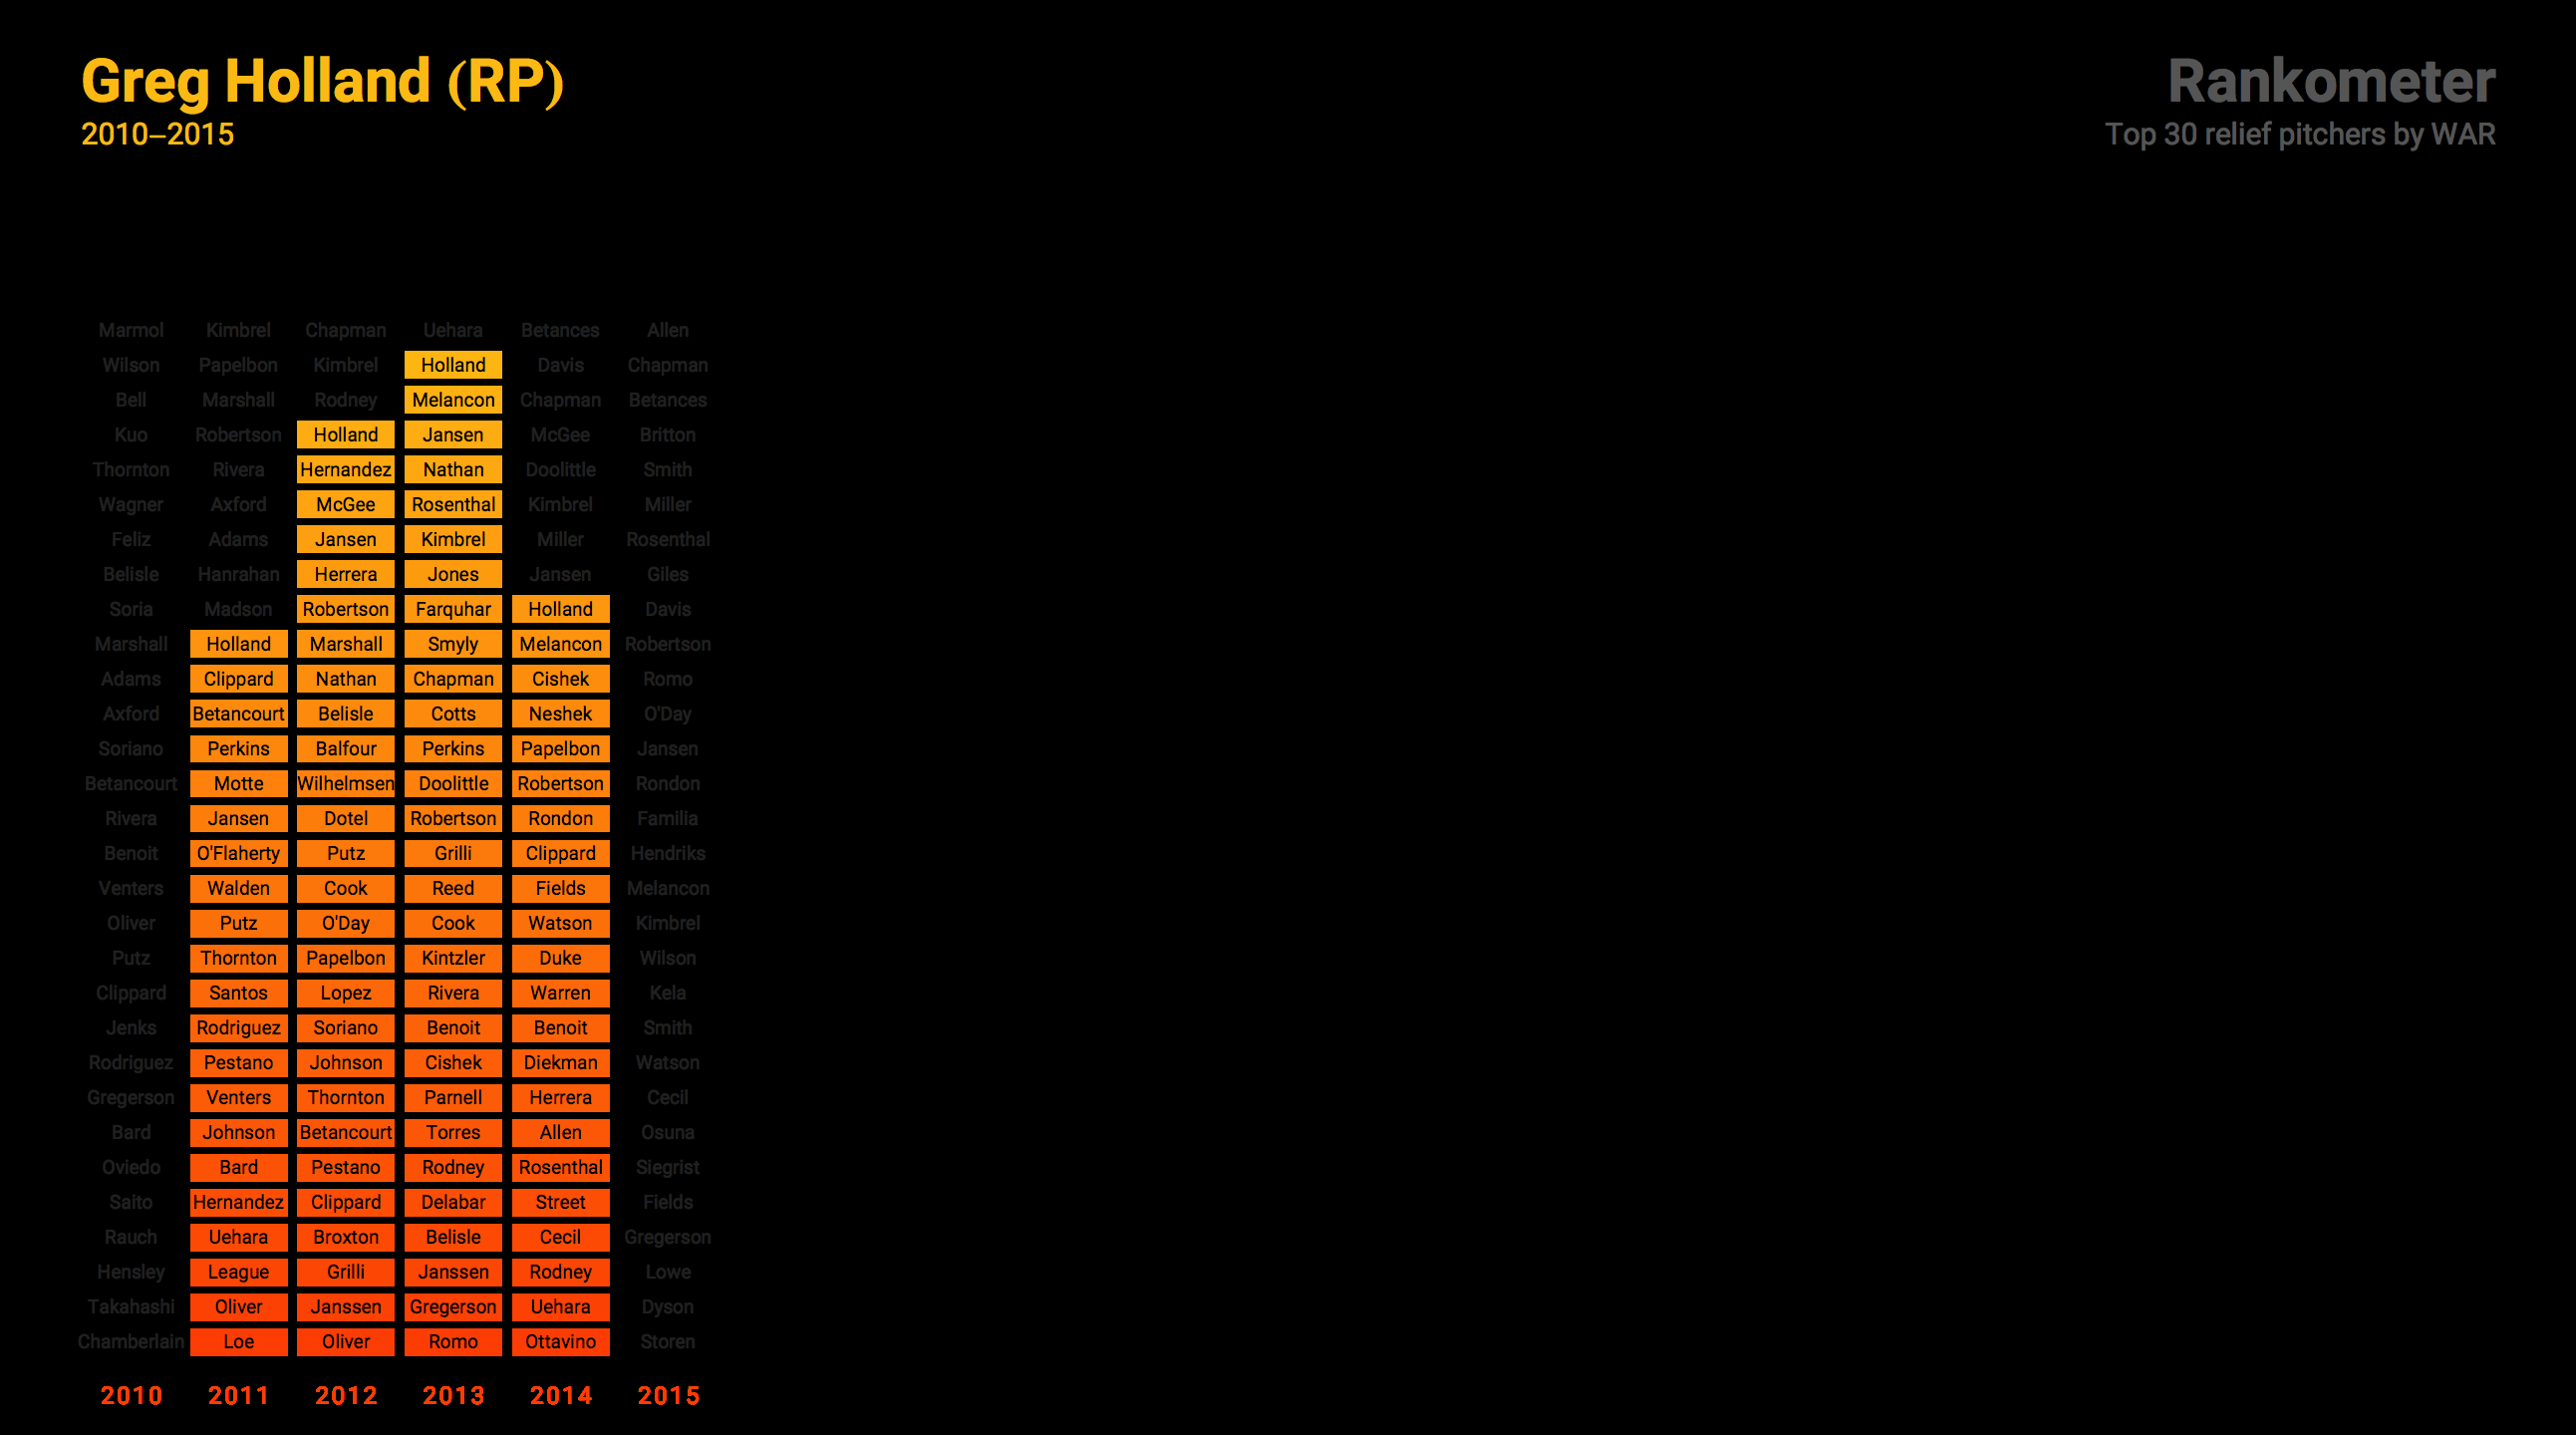 Greg Holland (RP)
2010–2015
Rankometer
Top 30 relief pitchers by WAR
Marmol Kimbrel Chapman Uehara Betances Allen
Wilson Papelbon Kimbrel Holland Davis Chapman
Bell Marshall Rodney Melancon Chapman Betances
Kuo Robertson Holland Jansen McGee Britton
Thornton Rivera Hernandez Nathan Doolittle Smith
Wagner Axford McGee Rosenthal Kimbrel Miller
Feliz Adams Jansen Kimbrel Miller Rosenthal
Belisle Hanrahan Herrera Jones Jansen Giles
Soria Madson Robertson Farquhar Holland Davis
Marshall Holland Marshall Smyly Melancon Robertson
Adams Clippard Nathan Chapman Cishek Romo
Axford Betancourt Belisle Cotts Neshek O'Day
Soriano Perkins Balfour Perkins Papelbon Jansen
Betancourt Motte Wilhelmsen Doolittle Robertson Rondon
Rivera Jansen Dotel Robertson Rondon Familia
Benoit O'Flaherty Putz Grilli Clippard Hendriks
Venters Walden Cook Reed Fields Melancon
Oliver Putz O'Day Cook Watson Kimbrel
Putz Thornton Papelbon Kintzler Duke Wilson
Clippard Santos Lopez Rivera Warren Kela
Jenks Rodriguez Soriano Benoit Benoit Smith
Rodriguez Pestano Johnson Cishek Diekman Watson
Gregerson Venters Thornton Parnell Herrera Cecil
Bard Johnson Betancourt Torres Allen Osuna
Oviedo Bard Pestano Rodney Rosenthal Siegrist
Saito Hernandez Clippard Delabar Street Fields
Rauch Uehara Broxton Belisle Cecil Gregerson
Hensley League Grilli Janssen Rodney Lowe
Takahashi Oliver Janssen Gregerson Uehara Dyson
Chamberlain Loe Oliver Romo Ottavino Storen
2010 2011 2012 2013 2014 2015